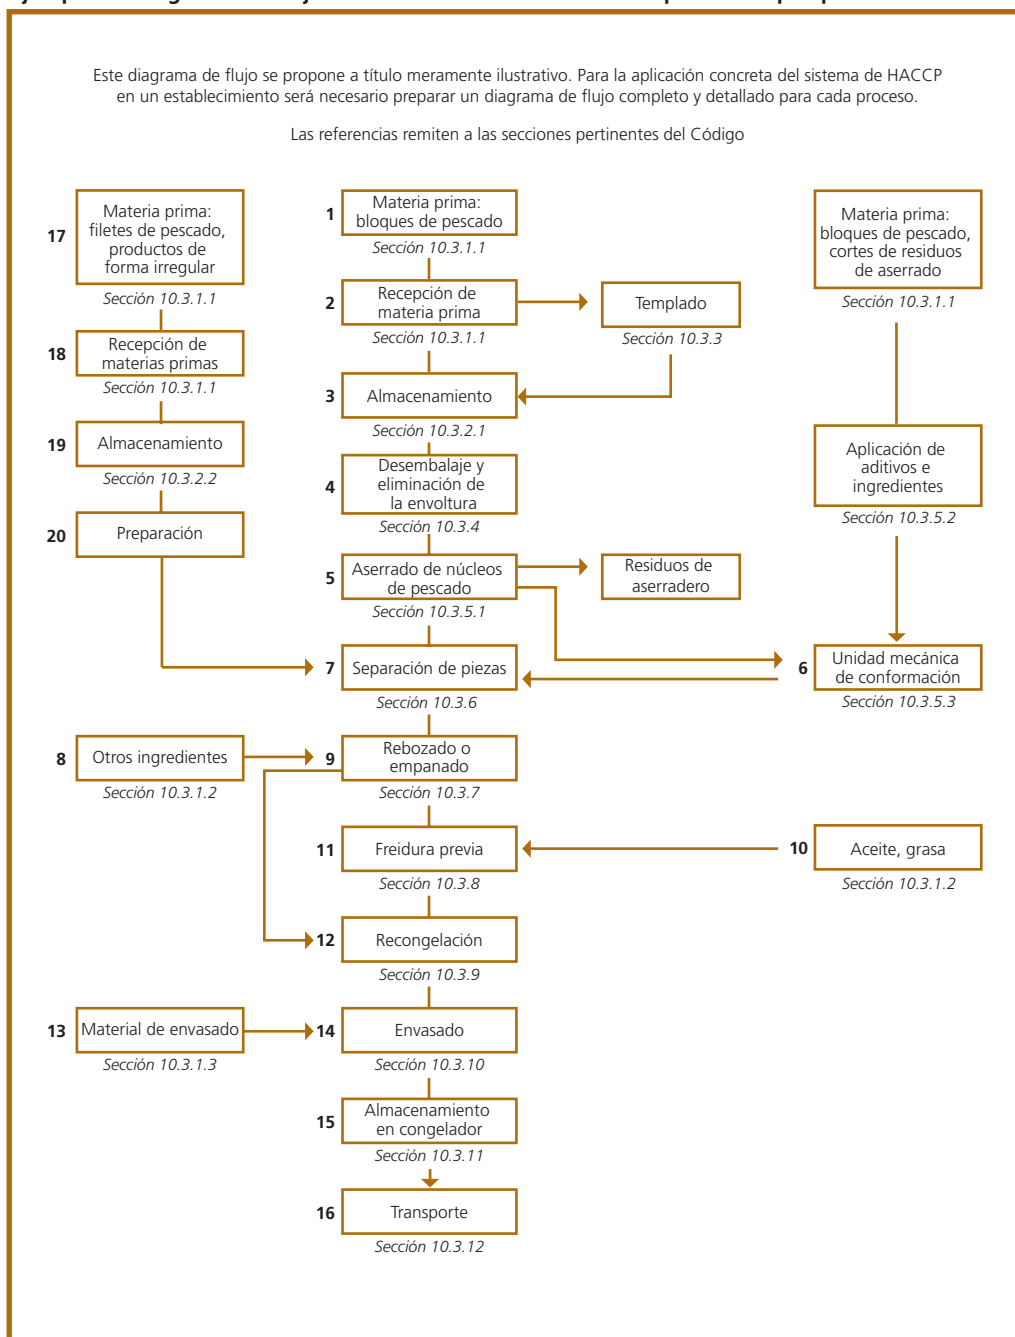 Este diagrama de flujo se propone a título meramente ilustrativo. Para la aplicación concreta del sistema de HACCP
en un establecimiento será necesario preparar un diagrama de flujo completo y detallado para cada proceso.
Las referencias remiten a las secciones pertinentes del Código
17
Materia prima:
filetes de pescado,
productos de
forma irregular
Sección 10.3.1.1
1
Materia prima:
bloques de pescado
Sección 10.3.1.1
Materia prima:
bloques de pescado,
cortes de residuos
de aserrado
Sección 10.3.1.1
2
Recepción de
materia prima
Sección 10.3.1.1
Templado
Sección 10.3.3
18
Recepción de
materias primas
Sección 10.3.1.1
3
Almacenamiento
Sección 10.3.2.1
19
Almacenamiento
Sección 10.3.2.2
4
Desembalaje y
eliminación de
la envoltura
Sección 10.3.4
Aplicación de
aditivos e
ingredientes
Sección 10.3.5.2
20
Preparación
5
Aserrado de núcleos
de pescado
Sección 10.3.5.1
Residuos de
aserradero
7
Separación de piezas
Sección 10.3.6
6
Unidad mecánica
de conformación
Sección 10.3.5.3
8
Otros ingredientes
Sección 10.3.1.2
9
Rebozado o
empanado
Sección 10.3.7
11
Freidura previa
Sección 10.3.8
10
Aceite, grasa
Sección 10.3.1.2
12
Recongelación
Sección 10.3.9
13
Material de envasado
Sección 10.3.1.3
14
Envasado
Sección 10.3.10
15
Almacenamiento
en congelador
Sección 10.3.11
16
Transporte
Sección 10.3.12